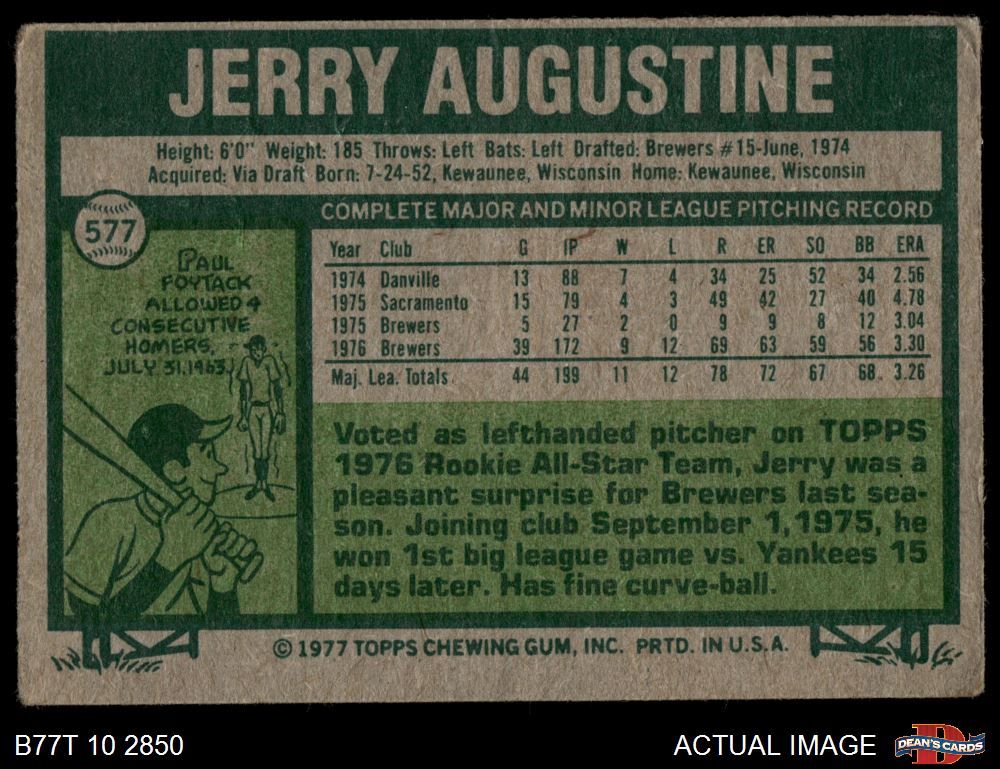 JERRY AUGUSTINE
Height: 6'0" Weight: 185 Throws: Left Bats: Left Drafted: Brewers #15-June, 1974
Acquired: Via Draft Born: 7-24-52, Kewaunee, Wisconsin Home: Kewaunee, Wisconsin
577
COMPLETE MAJOR AND MINOR LEAGUE PITCHING RECORD
PAUL
FOYTACK
ALLOWED 4
CONSECUTIVE
HOMERS,
JULY 31, 1963.
Year Club G IP W L R ER SO BB ERA
1974 Danville 13 88 7 4 34 25 52 34 2.56
1975 Sacramento 15 79 4 3 49 42 27 40 4.78
1975 Brewers 5 27 2 0 9 9 8 12 3.04
1976 Brewers 39 172 9 12 69 63 59 56 3.30
Maj. Lea. Totals 44 199 11 12 78 72 67 68 3.26
Voted as lefthanded pitcher on TOPPS
1976 Rookie All-Star Team, Jerry was a
pleasant surprise for Brewers last sea-
son. Joining club September 1, 1975, he
won 1st big league game vs. Yankees 15
days later. Has fine curve-ball.
© 1977 TOPPS CHEWING GUM, INC. PRTD. IN U.S.A.
B77T 10 2850
ACTUAL IMAGE
DEAN'S CARDS